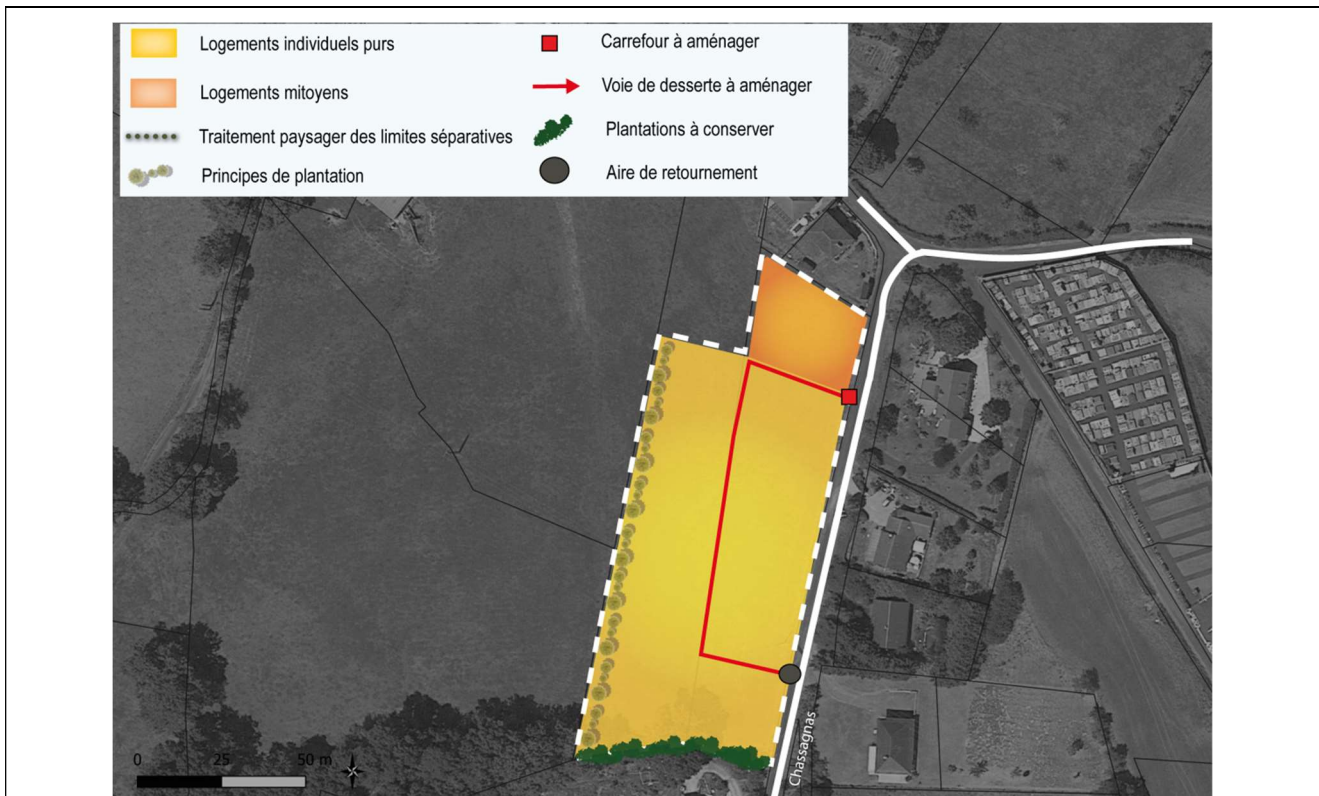 Logements individuels purs
Logements mitoyens
Traitement paysager des limites séparatives
Principes de plantation
Carrefour à aménager
Voie de desserte à aménager
Plantations à conserver
Aire de retournement
Chassagnas
0 25 50 m